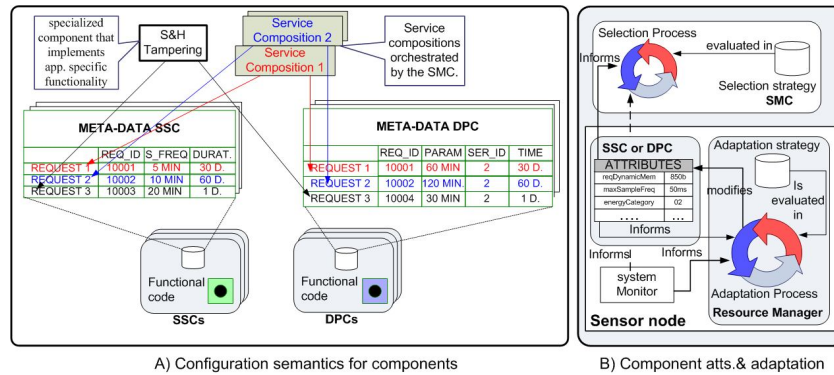 specialized
component that
implements
app. specific
functionality
S&H
Tampering
Service
Composition 2
Service
Composition 1
Service
compositions
orchestrated
by the SMC.
META-DATA SSC
REQ_ID S_FREQ DURAT.
REQUEST 1 10001 5 MIN 30 D.
REQUEST 2 10002 10 MIN 60 D.
REQUEST 3 10003 20 MIN 1 D.
META-DATA DPC
REQ_ID PARAM SER_ID TIME
REQUEST 1 10001 60 MIN 2 30 D.
REQUEST 2 10002 120 MIN. 2 60 D.
REQUEST 3 10004 30 MIN 2 1 D.
Functional
code
SSCs
Functional
code
DPCs
A) Configuration semantics for components
Selection Process
Informs
evaluated in
Selection strategy
SMC
SSC or DPC
ATTRIBUTES
reqDynamicMem 850b
maxSampleFreq 50ms
energyCategory 02
.... ...
Informs
modifies
Adaptation strategy
Is
evaluated
in
Informs
Informs
system
Monitor
Adaptation Process
Resource Manager
Sensor node
B) Component atts.& adaptation